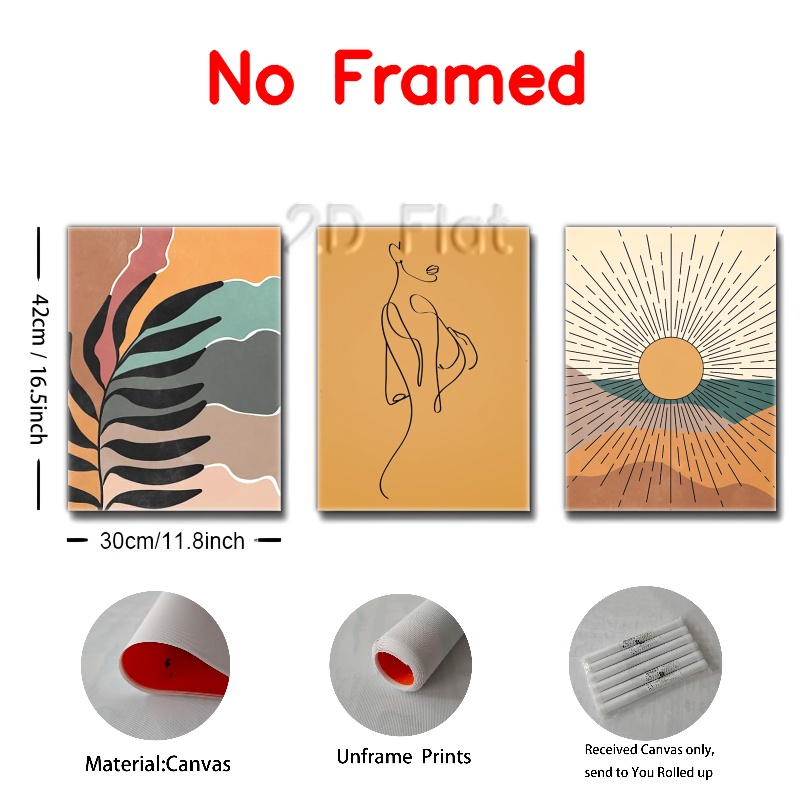 No Framed
2D Flat
42cm / 16.5inch
30cm/11.8inch
Material:Canvas
Unframe Prints
Received Canvas only,
send to You Rolled up